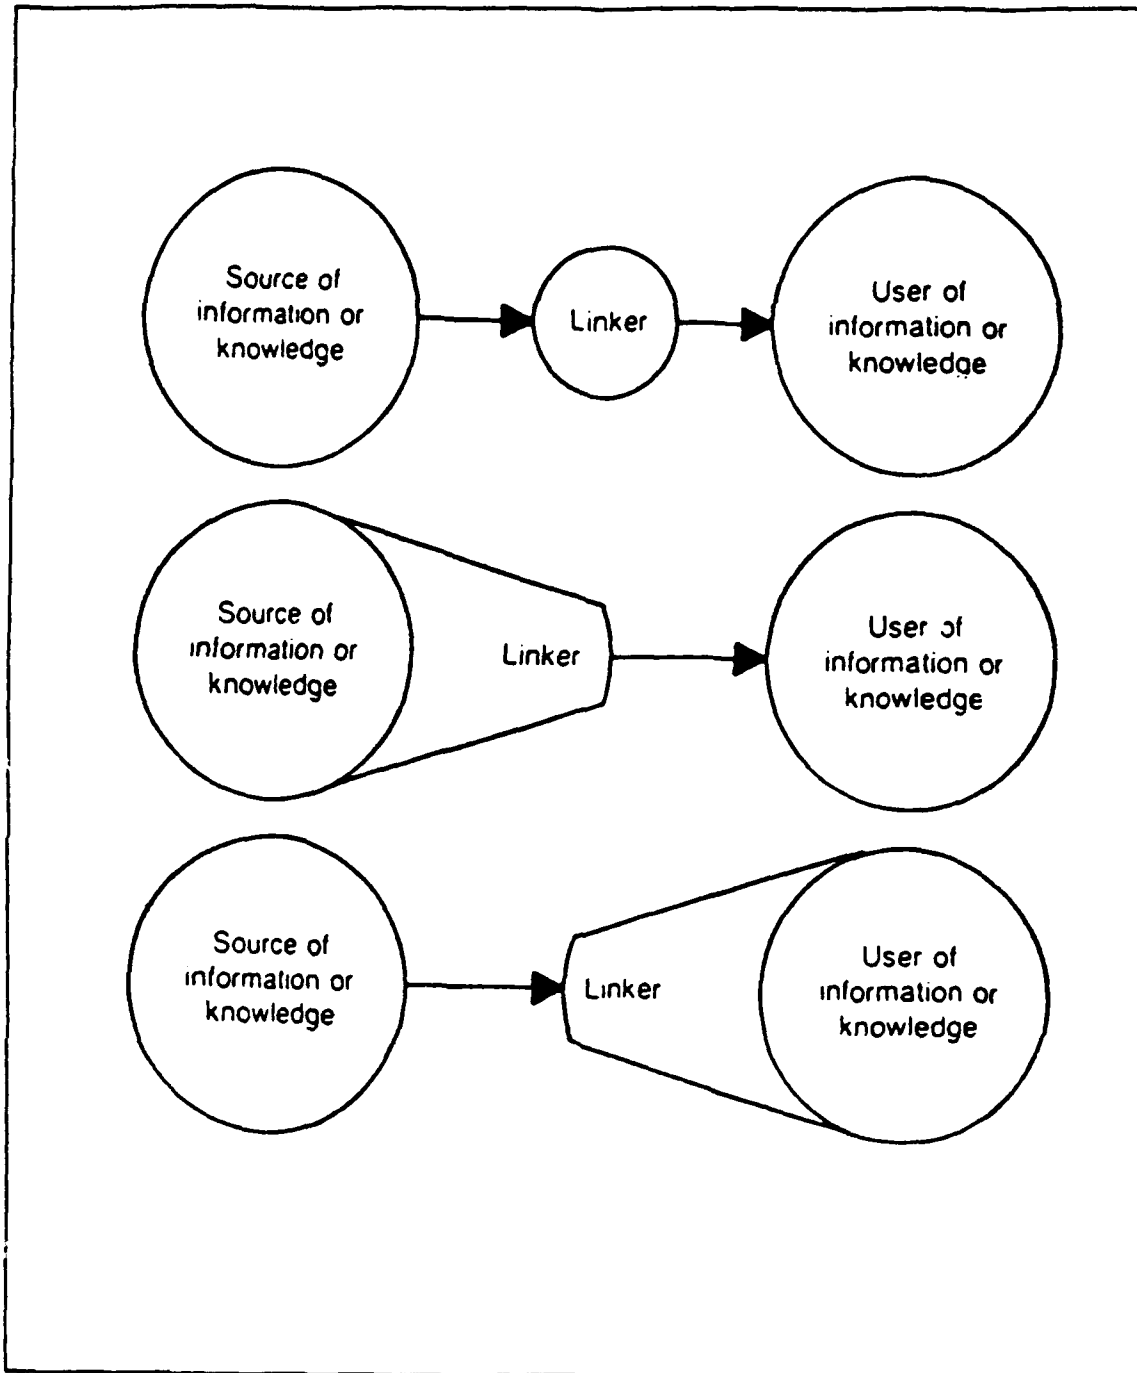 Source of
information or
knowledge
Linker
User of
information or
knowledge
Source of
information or
knowledge
Linker
User of
information or
knowledge
Source of
information or
knowledge
Linker
User of
information or
knowledge